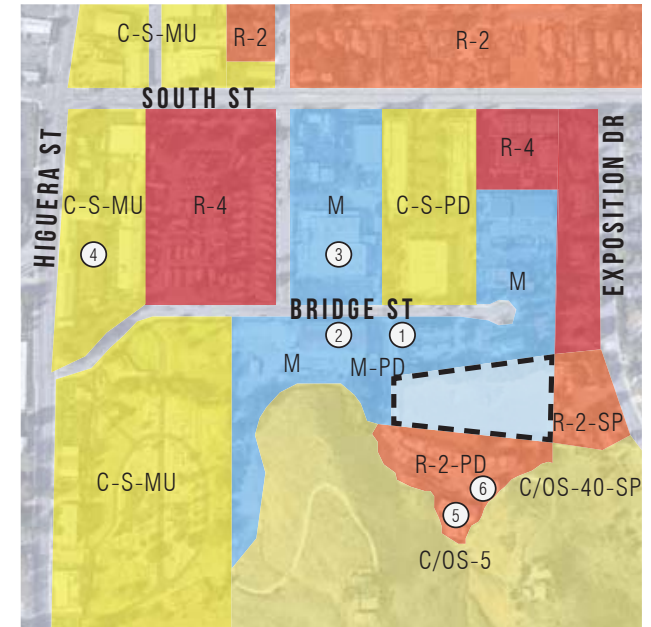 C-S-MU
R-2
R-2
SOUTH ST
HIGUERA ST
EXPOSITION DR
R-4
C-S-MU
R-4
M
C-S-PD
4
3
M
BRIDGE ST
2
1
M
M-PD
R-2-SP
R-2-PD
C-S-MU
6
C/OS-40-SP
5
C/OS-5